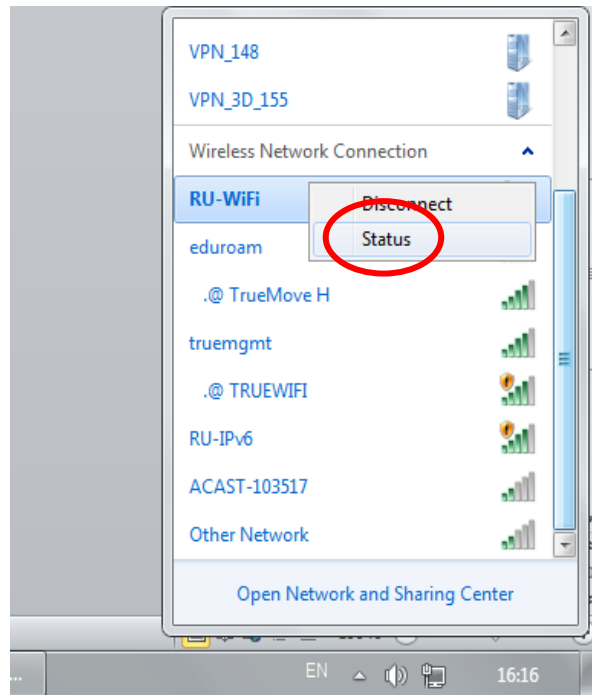 VPN_148
VPN_3D_155
Wireless Network Connection
RU-WiFi
Disconnect
Status
eduroam
.@ TrueMove H
truemgmt
.@ TRUEWIFI
RU-IPv6
ACAST-103517
Other Network
Open Network and Sharing Center
... EN 16:16